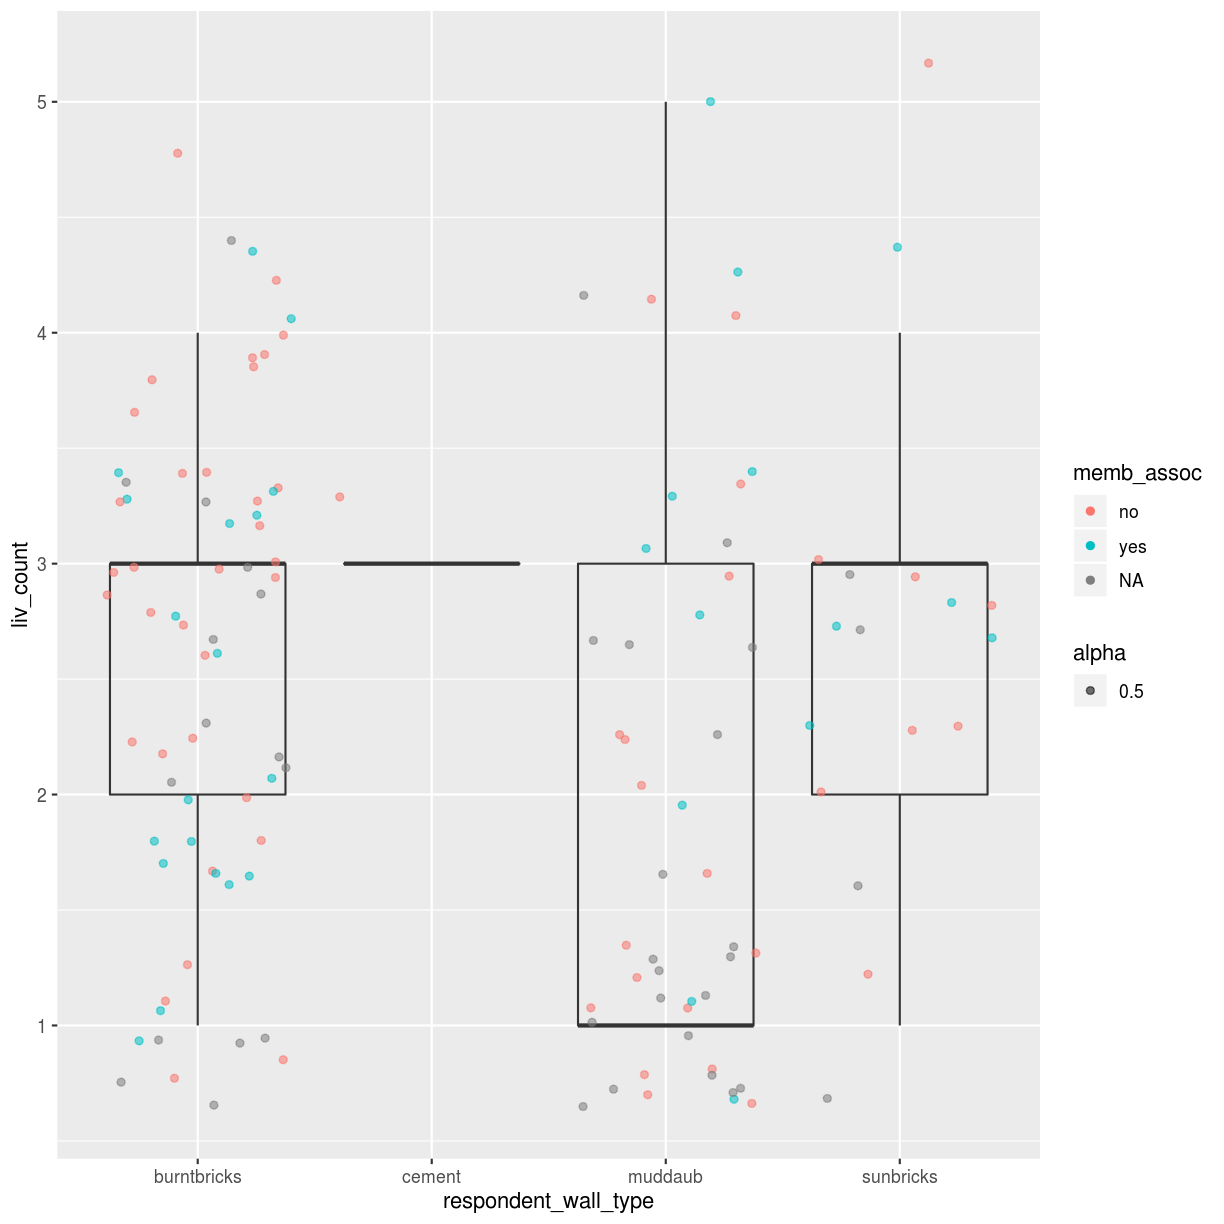 5
4
3
2
1
liv_count
burntbricks
cement
muddaub
sunbricks
respondent_wall_type
memb_assoc
no
yes
NA
alpha
0.5